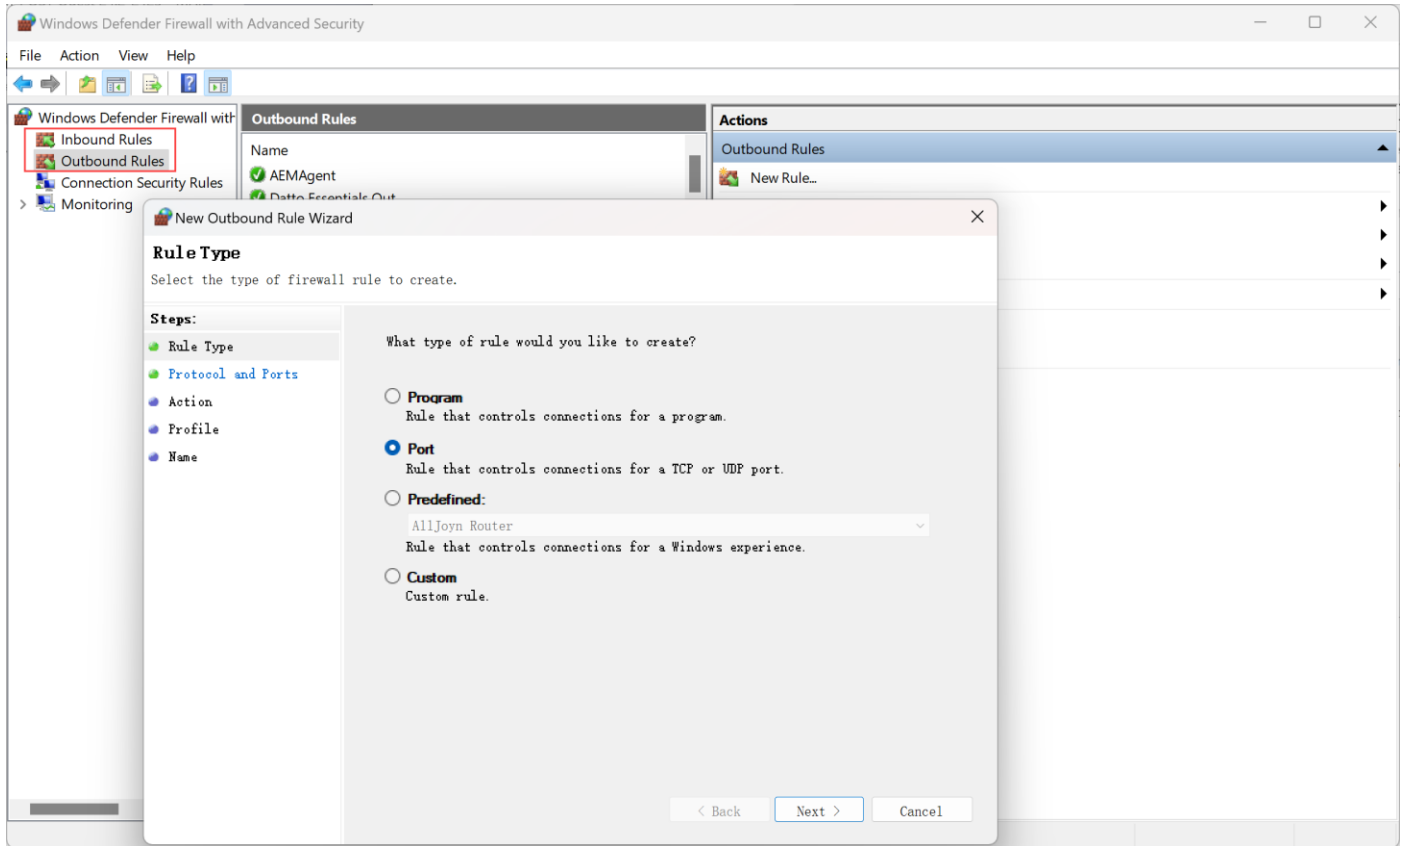 Windows Defender Firewall with Advanced Security
File Action View Help
Windows Defender Firewall with
Inbound Rules
Outbound Rules
Connection Security Rules
Monitoring
Outbound Rules
Name
AEMAgent
Datto Essentials Out
Actions
Outbound Rules
New Rule...
New Outbound Rule Wizard
Rule Type
Select the type of firewall rule to create.
Steps:
Rule Type
Protocol and Ports
Action
Profile
Name
What type of rule would you like to create?
Program
Rule that controls connections for a program.
Port
Rule that controls connections for a TCP or UDP port.
Predefined:
AllJoyn Router
Rule that controls connections for a Windows experience.
Custom
Custom rule.
< Back
Next >
Cancel